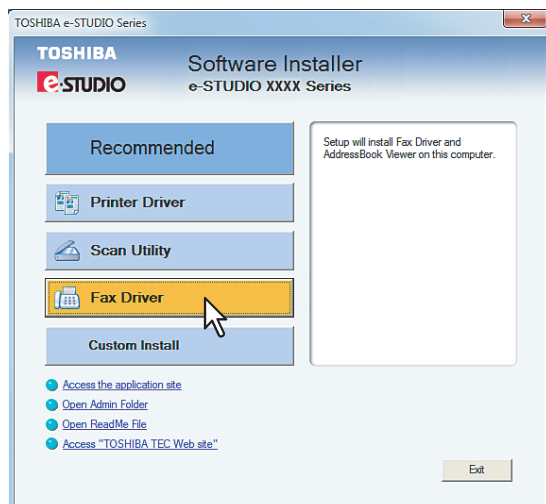 TOSHIBA e-STUDIO Series
TOSHIBA
e-STUDIO
Software Installer
e-STUDIO XXXX Series
Recommended
Printer Driver
Scan Utility
Fax Driver
Custom Install
Setup will install Fax Driver and
AddressBook Viewer on this computer.
Access the application site
Open Admin Folder
Open ReadMe File
Access "TOSHIBA TEC Web site"
Exit